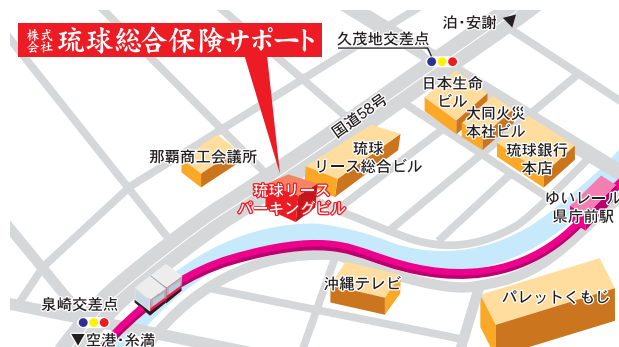 泊・安謝
株式会社 琉球総合保険サポート
久茂地交差点
日本生命
ビル
国道58号
大同火災
本社ビル
琉球銀行
本店
那覇商工会議所
琉球
リース総合ビル
琉球リース
パーキングビル
ゆいレール
県庁前駅
沖縄テレビ
パレットくもじ
泉崎交差点
▼空港・糸満